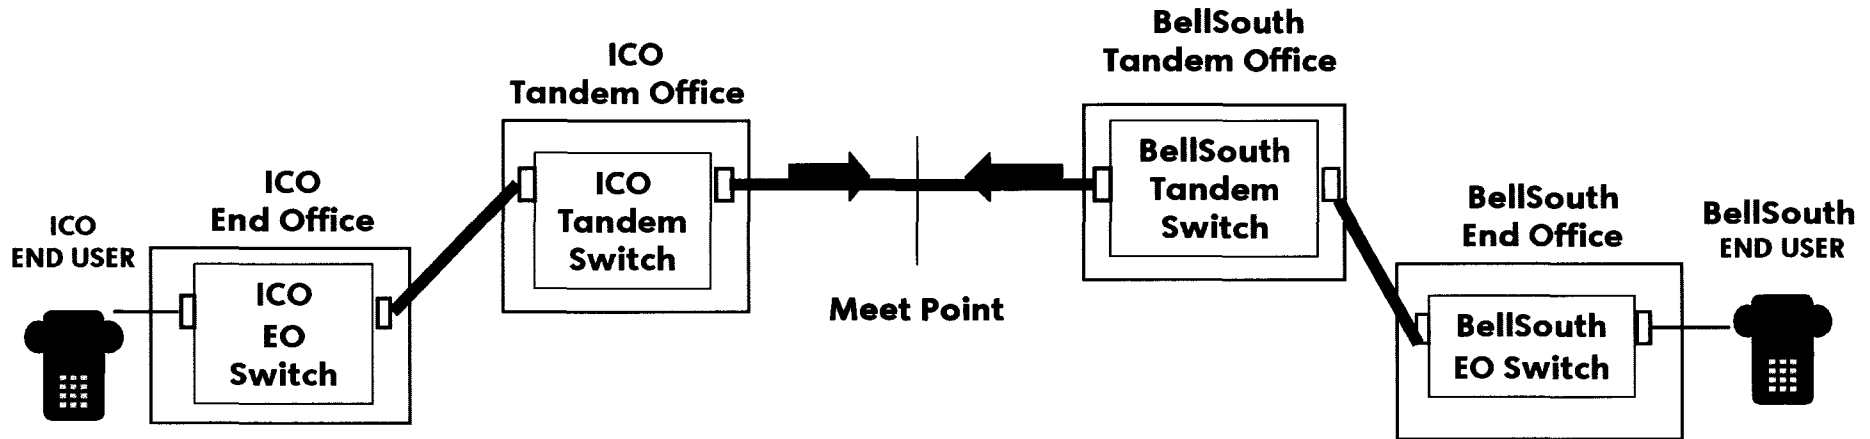 ICO
END USER
ICO
End Office
ICO
EO
Switch
ICO
Tandem Office
ICO
Tandem
Switch
Meet Point
BellSouth
Tandem Office
BellSouth
Tandem
Switch
BellSouth
End Office
BellSouth
EO Switch
BellSouth
END USER